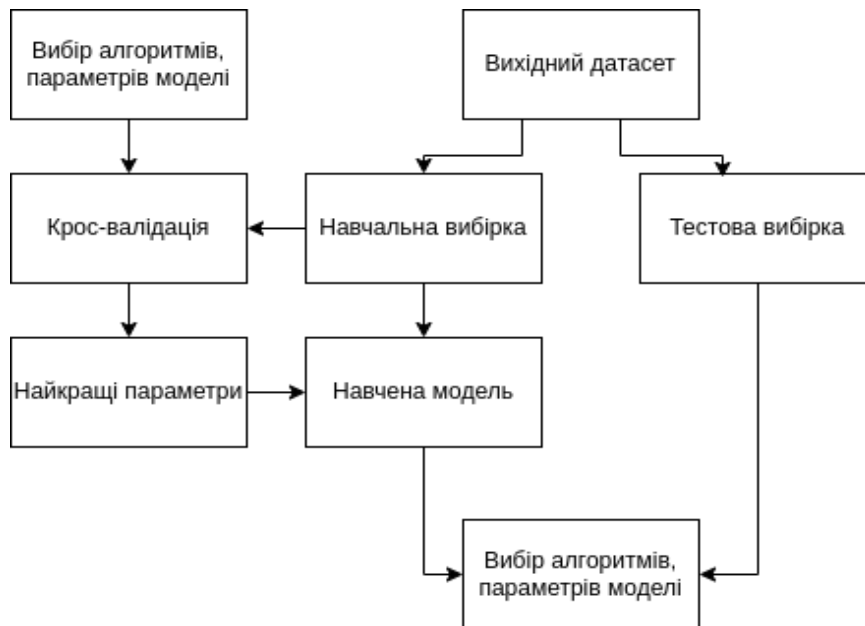 Вибір алгоритмів,
параметрів моделі
Вихідний датасет
Крос-валідація
Навчальна вибірка
Тестова вибірка
Найкращі параметри
Навчена модель
Вибір алгоритмів,
параметрів моделі